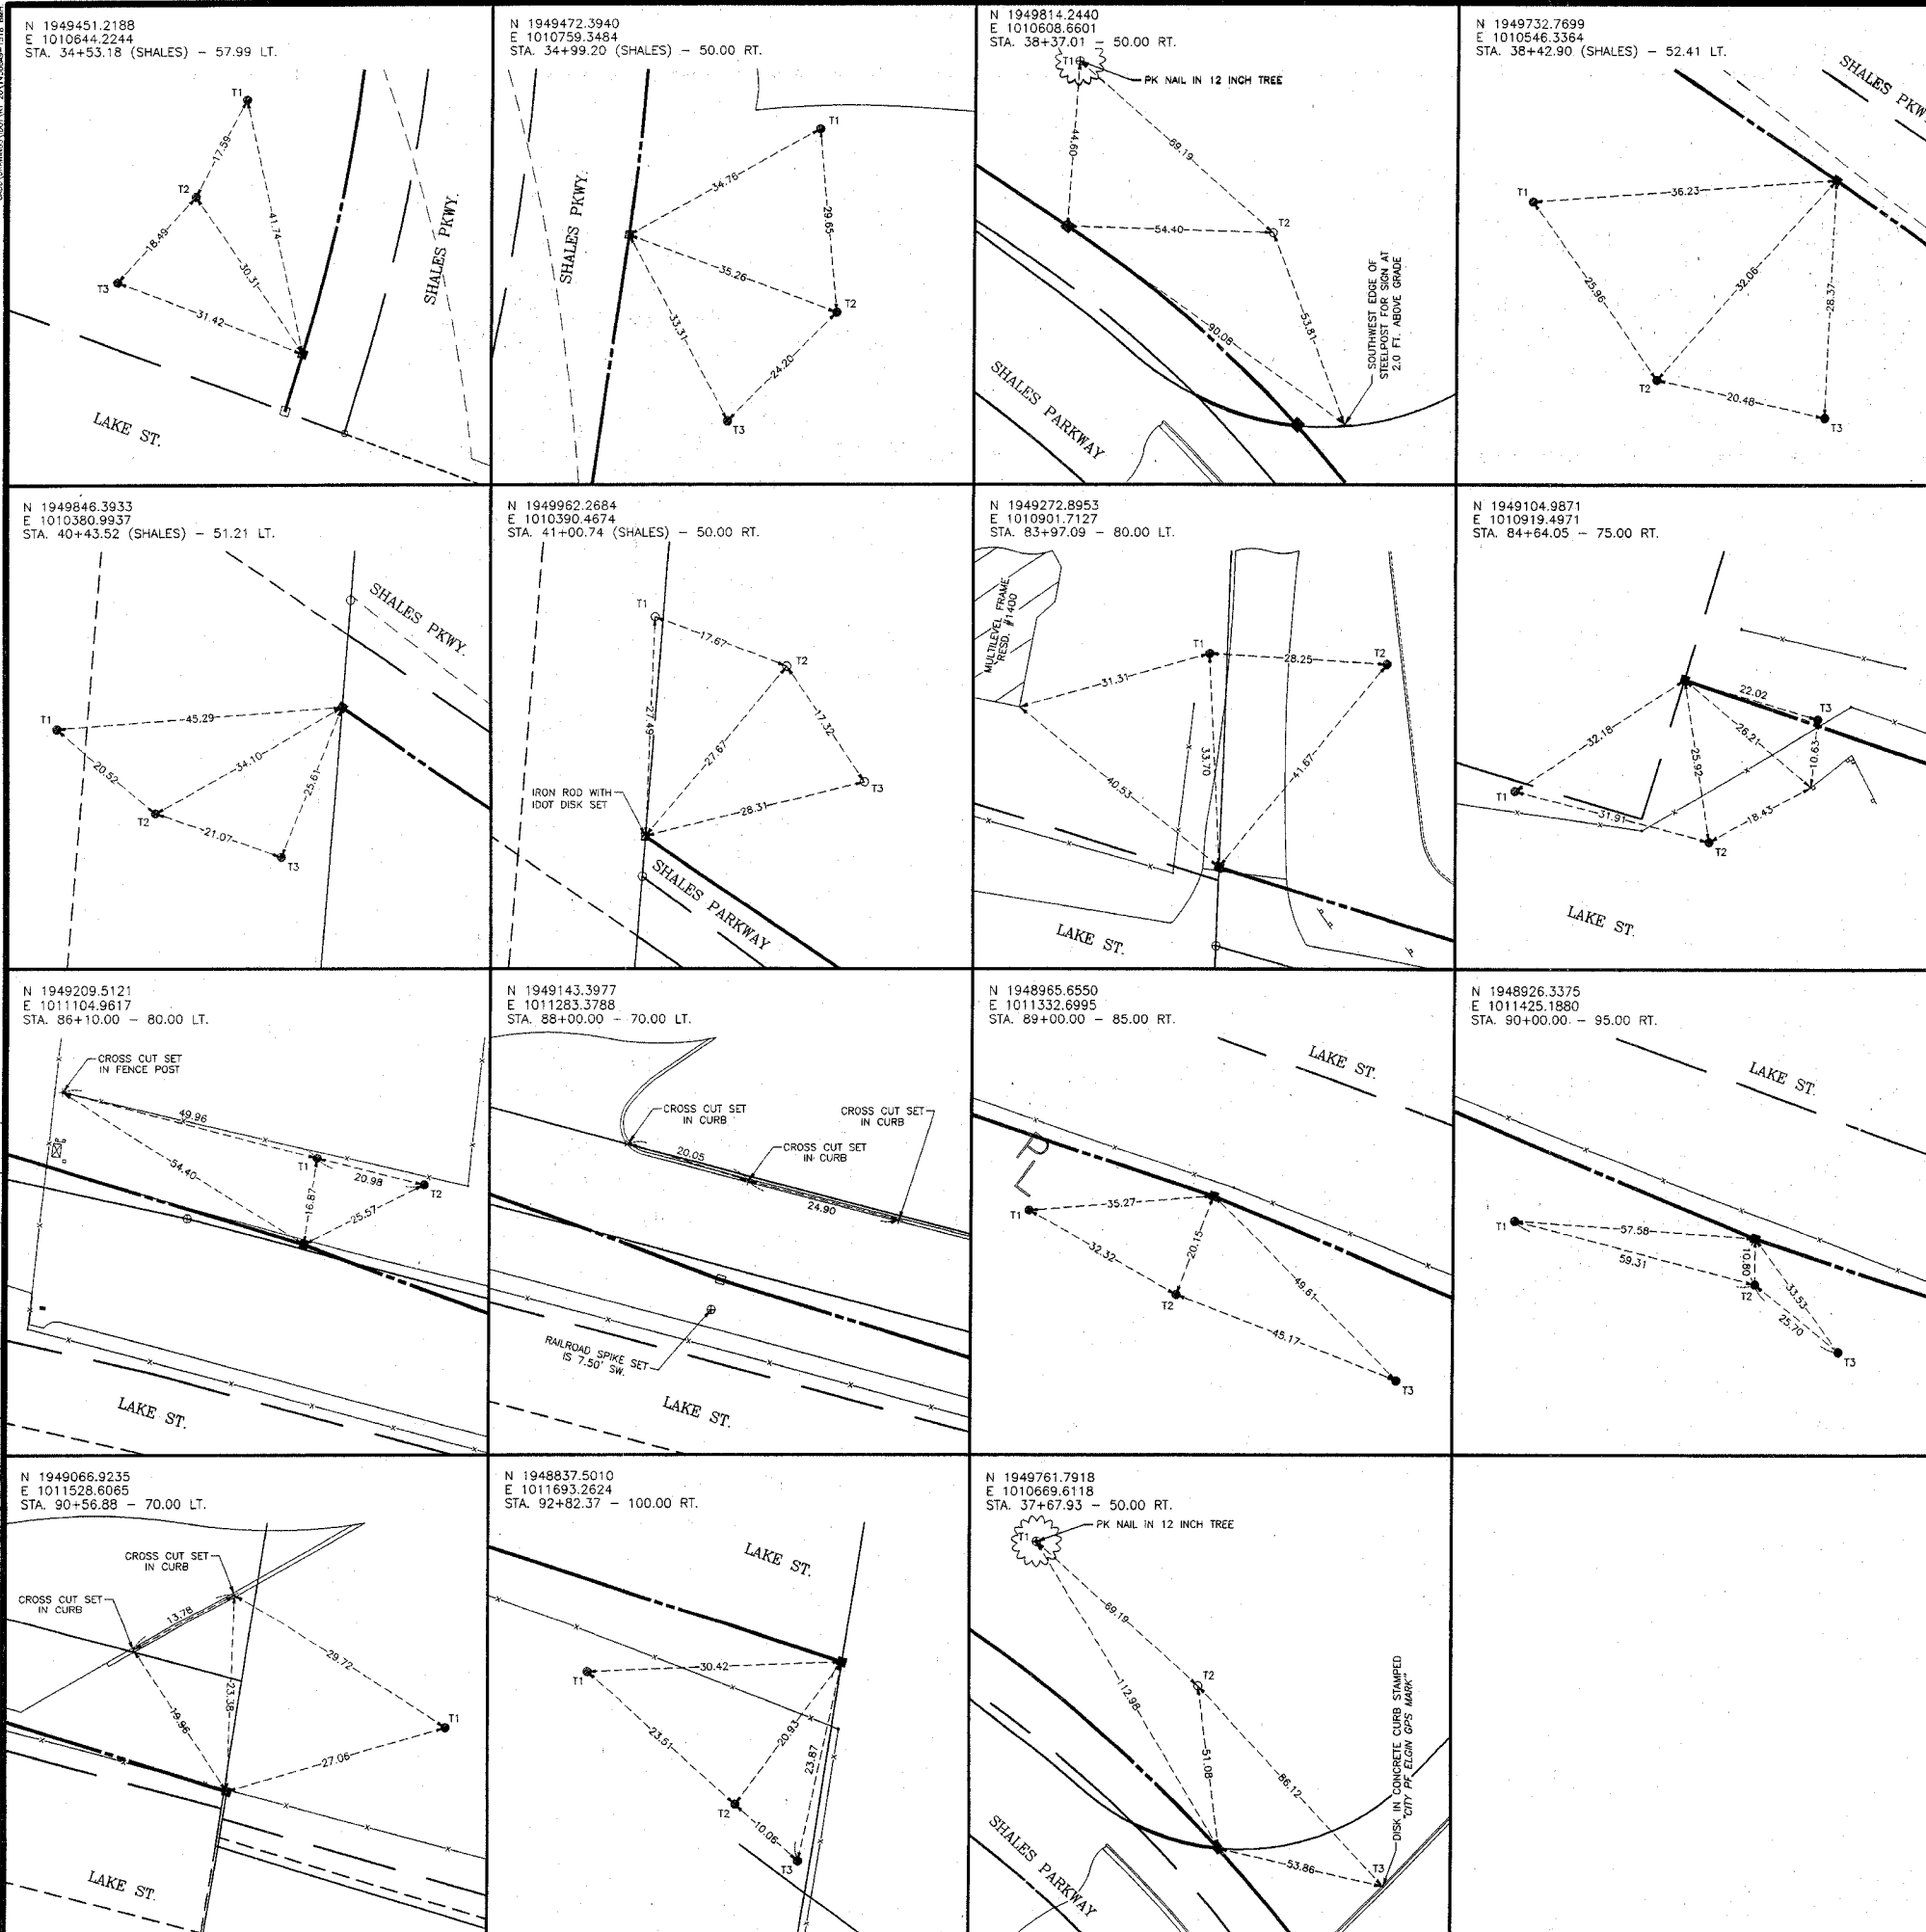 N 1949451.2188
E 1010644.2244
STA. 34+53.18 (SHALES) – 57.99 LT.
T1
17.59
T2
41.74
18.49
30.31
T3
31.42
SHALES PKWY.
LAKE ST.
N 1949472.3940
E 1010759.3484
STA. 34+99.20 (SHALES) – 50.00 RT.
T1
34.76
29.65
SHALES PKWY.
35.26
T2
33.31
24.20
T3
N 1949814.2440
E 1010608.6601
STA. 38+37.01 – 50.00 RT.
T1
PK NAIL IN 12 INCH TREE
44.60
69.19
T2
54.40
53.81
90.08
SOUTHWEST EDGE OF
STEELPOST FOR SIGN AT
2.0 FT. ABOVE GRADE
SHALES PARKWAY
N 1949732.7699
E 1010546.3364
STA. 38+42.90 (SHALES) – 52.41 LT.
SHALES PKW
T1
36.23
25.96
32.06
28.37
T2
20.48
T3
N 1949846.3933
E 1010380.9937
STA. 40+43.52 (SHALES) – 51.21 LT.
SHALES PKWY.
T1
45.29
20.52
34.10
25.61
T2
21.07
T3
N 1949962.2684
E 1010390.4674
STA. 41+00.74 (SHALES) – 50.00 RT.
T1
17.67
T2
27.49
27.67
17.32
T3
IRON ROD WITH
IDOT DISK SET
28.31
SHALES PARKWAY
N 1949272.8953
E 1010901.7127
STA. 83+97.09 – 80.00 LT.
MULTILEVEL FRAME
RESD. #1400
T1
28.25
T2
31.31
33.70
41.67
40.53
LAKE ST.
N 1949104.9871
E 1010919.4971
STA. 84+64.05 – 75.00 RT.
22.02
T3
32.18
26.21
25.92
10.63
T1
31.91
18.43
T2
LAKE ST.
N 1949209.5121
E 1011104.9617
STA. 86+10.00 – 80.00 LT.
CROSS CUT SET
IN FENCE POST
49.96
54.40
T1
20.98
T2
16.87
25.57
LAKE ST.
N 1949143.3977
E 1011283.3788
STA. 88+00.00 – 70.00 LT.
CROSS CUT SET
IN CURB
CROSS CUT SET
IN CURB
CROSS CUT SET
IN CURB
20.05
24.90
RAILROAD SPIKE SET
IS 7.50' SW.
LAKE ST.
N 1948965.6550
E 1011332.6995
STA. 89+00.00 – 85.00 RT.
LAKE ST.
P
L
T1
35.27
32.32
20.15
49.61
T2
45.17
T3
N 1948926.3375
E 1011425.1880
STA. 90+00.00 – 95.00 RT.
LAKE ST.
T1
57.58
59.31
10.80
T2
33.53
25.70
T3
N 1949066.9235
E 1011528.6065
STA. 90+56.88 – 70.00 LT.
CROSS CUT SET
IN CURB
CROSS CUT SET
IN CURB
13.78
29.72
23.38
19.96
T1
27.06
LAKE ST.
N 1948837.5010
E 1011693.2624
STA. 92+82.37 – 100.00 RT.
LAKE ST.
T1
30.42
23.51
20.93
23.87
T2
10.06
T3
N 1949761.7918
E 1010669.6118
STA. 37+67.93 – 50.00 RT.
T1
PK NAIL IN 12 INCH TREE
69.19
112.98
T2
51.08
86.12
53.86
T3
DISK IN CONCRETE CURB STAMPED
"CITY PF ELGIN GPS MARK"
SHALES PARKWAY